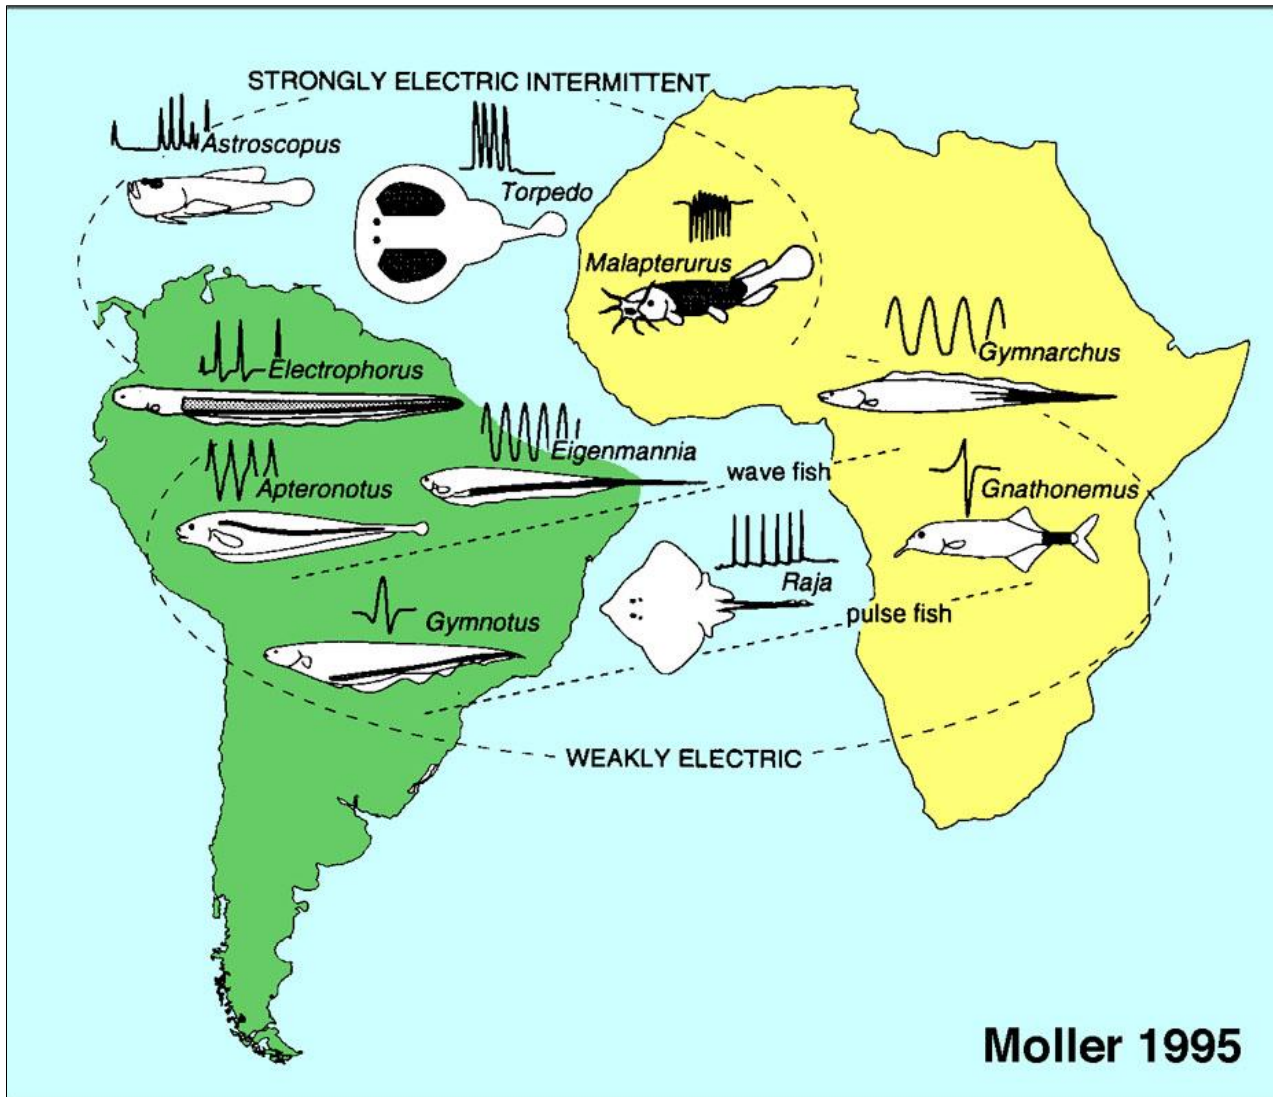 STRONGLY ELECTRIC INTERMITTENT
Astroscopus
Torpedo
Malapterurus
Gymnarchus
Electrophorus
Eigenmannia
wave fish
Apteronotus
Gnathonemus
Raja
pulse fish
Gymnotus
WEAKLY ELECTRIC
Moller 1995